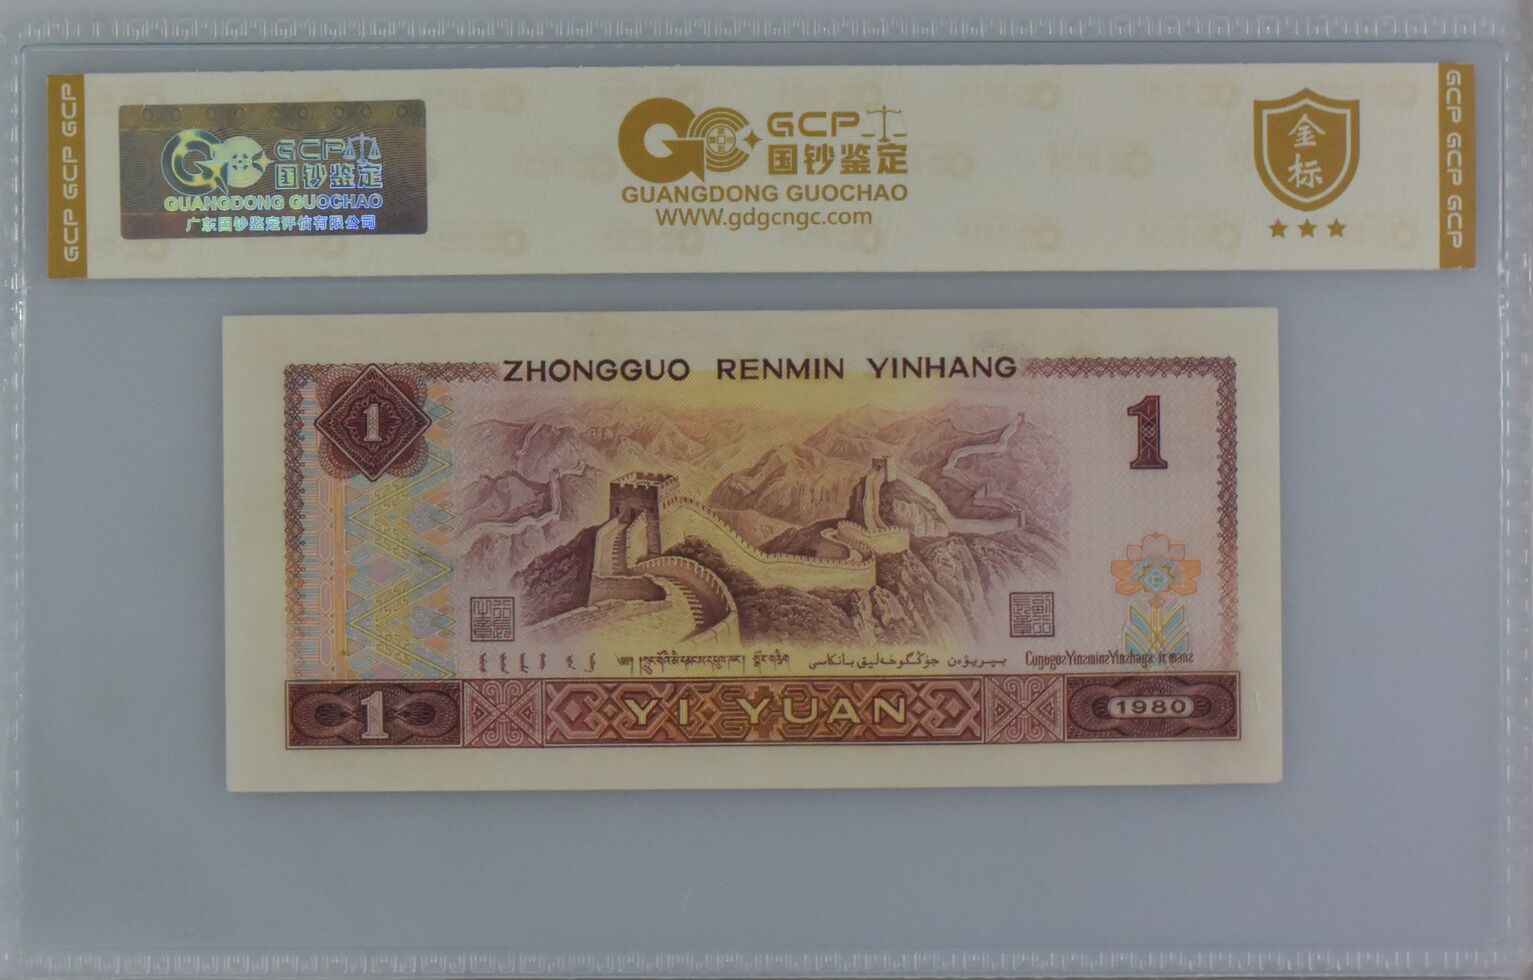 GCP GCP GCP
GCP 国钞鉴定
GUANGDONG GUOCHAO
广东国钞鉴定评估有限公司
GCP
国钞鉴定
GUANGDONG GUOCHAO
WWW.gdgcngc.com
金标
GCP GCP GCP
ZHONGGUO RENMIN YINHANG
1
1
1
YI YUAN
1980